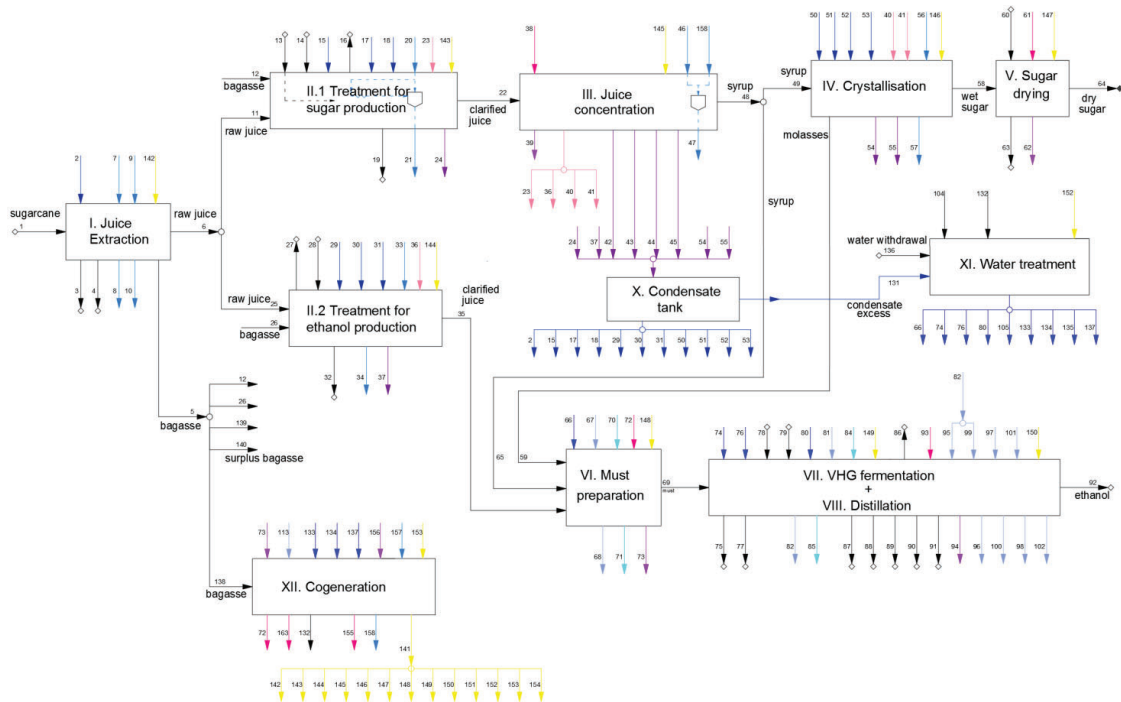 13 14 15 16 17 18 20 23 143
12
bagasse
II.1 Treatment for
sugar production
11
raw juice
19 21 24
22
clarified
juice
38 145 46 158
III. Juice
concentration
39 47
23 36 40 41
syrup
48
syrup
49
50 51 52 53 40 41 56 146
IV. Crystallisation
molasses
54 55 57
58
wet
sugar
60 61 147
V. Sugar
drying
63 62
64
dry
sugar
2 7 9 142
sugarcane
1
I. Juice
Extraction
3 4 8 10
raw juice
6
27 28 29 30 31 33 36 144
raw juice
25
26
bagasse
II.2 Treatment for
ethanol production
32 34 37
clarified
juice
35
syrup
24 37 42 43 44 45 54 55
X. Condensate
tank
2 15 17 18 29 30 31 50 51 52 53
131
condensate
excess
104 132 152
water withdrawal
136
XI. Water treatment
66 74 76 80 105 133 134 135 137
5
bagasse
12
26
139
140
surplus bagasse
66 67 70 72 148
65 59
VI. Must
preparation
68 71 73
69
must
82
74 76 78 79 80 81 84 149 86 93 95 99 97 101 150
VII. VHG fermentation
+
VIII. Distillation
75 77 82 85 87 88 89 90 91 94 96 100 98 102
92
ethanol
73 113 133 134 137 156 157 153
138
bagasse
XII. Cogeneration
72 163 132 155 158
141
142 143 144 145 146 147 148 149 150 151 152 153 154